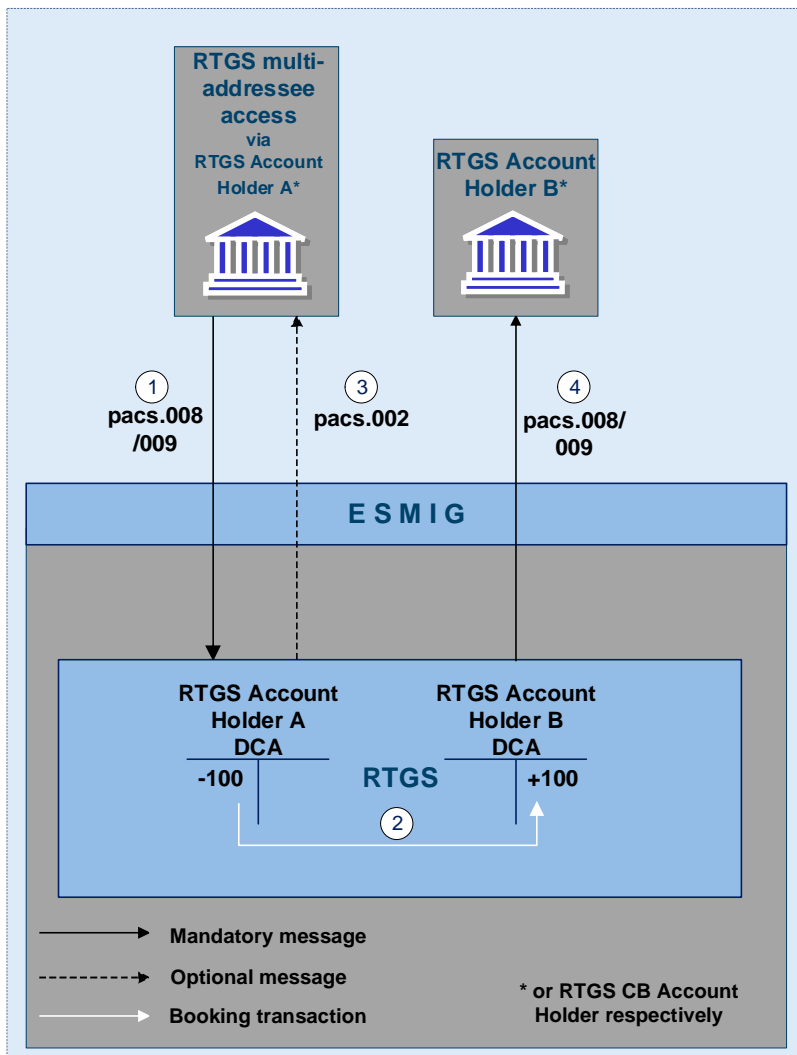 RTGS multi-
addressee
access
via
RTGS Account
Holder A*
RTGS Account
Holder B*
1
pacs.008
/009
3
pacs.002
4
pacs.008/
009
E S M I G
RTGS Account
Holder A
DCA
-100
RTGS Account
Holder B
DCA
+100
RTGS
2
Mandatory message
Optional message
Booking transaction
* or RTGS CB Account
Holder respectively